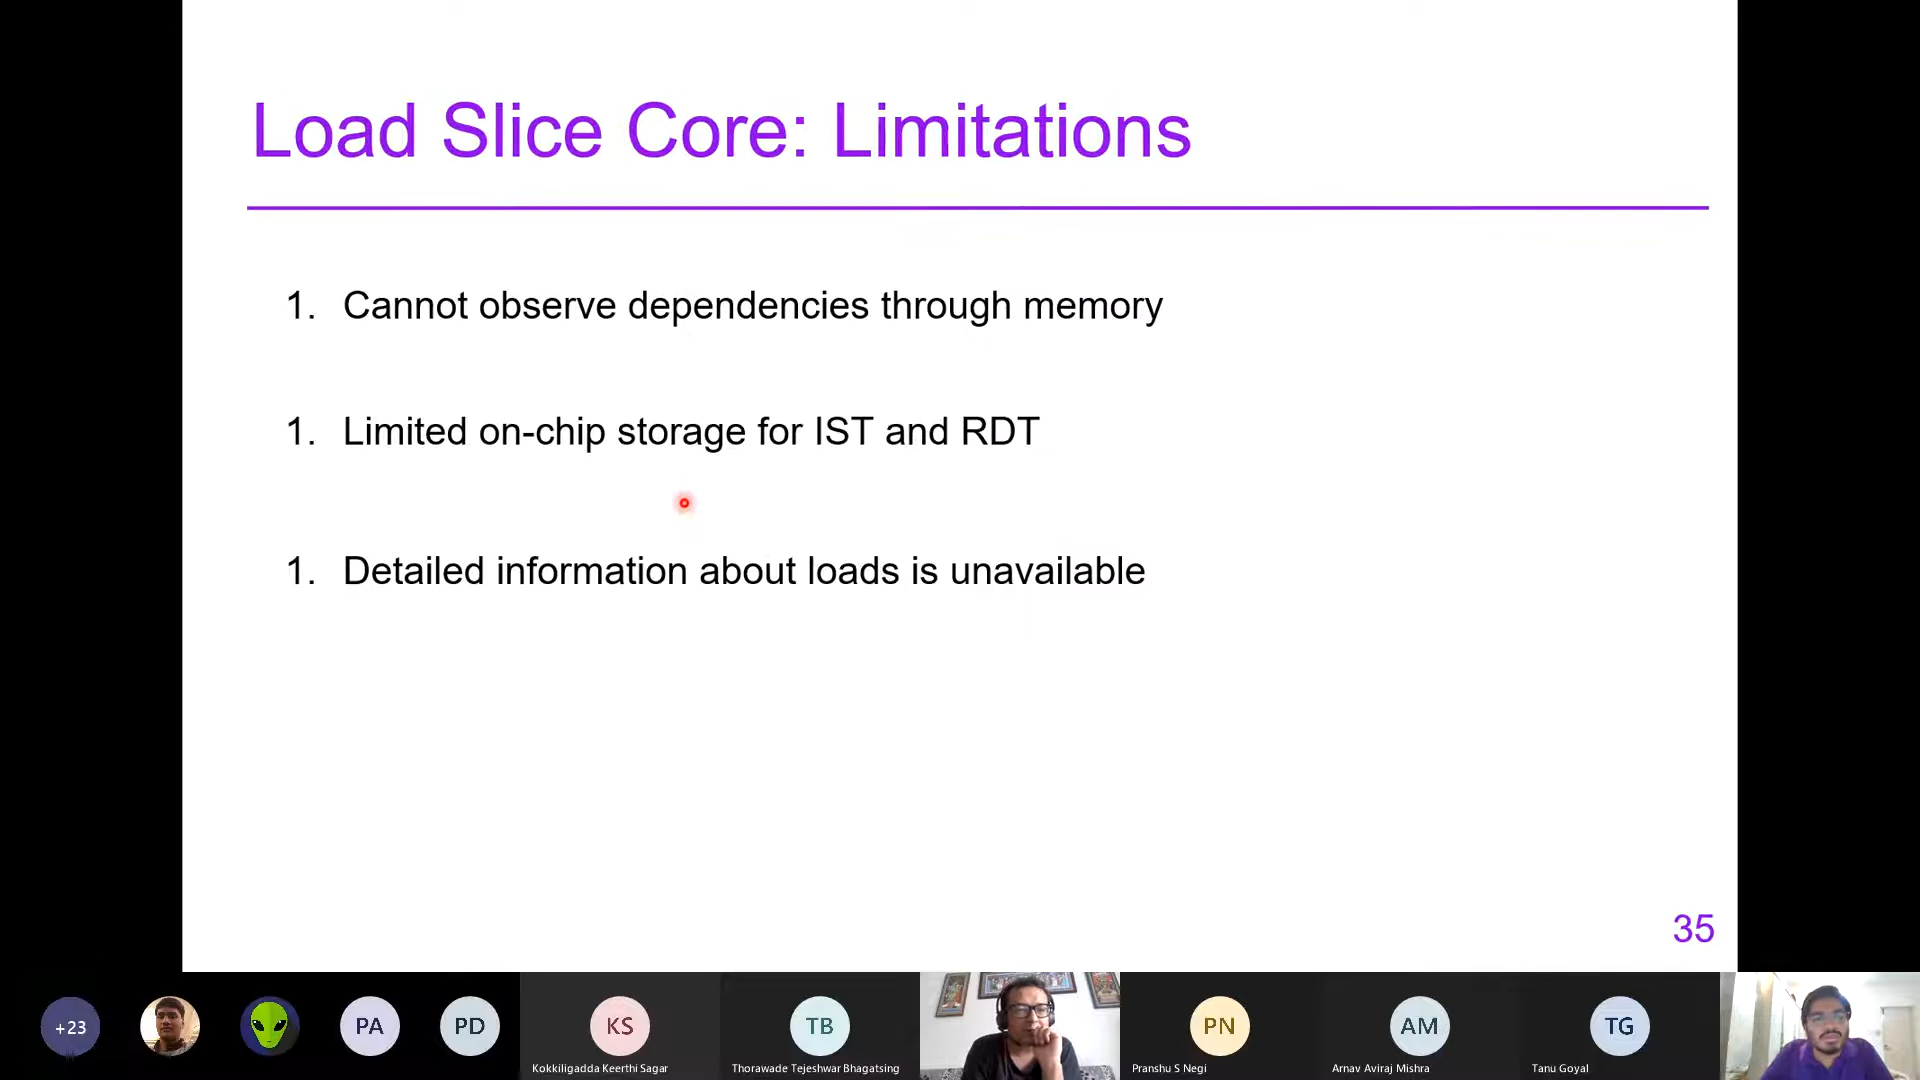 Load Slice Core: Limitations
1. Cannot observe dependencies through memory
1. Limited on-chip storage for IST and RDT
1. Detailed information about loads is unavailable
35
+23
PA
PD
KS
TB
PN
AM
TG
Kokkiligadda Keerthi Sagar
Thorawade Tejeshwar Bhagatsing
Pranshu S Negi
Arnav Aviraj Mishra
Tanu Goyal